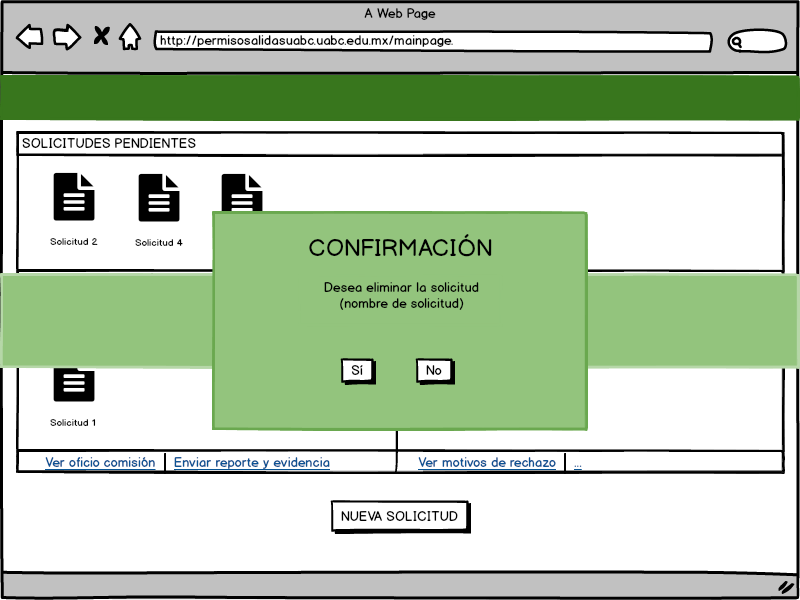 A Web Page
http://permisosalidasuabc.uabc.edu.mx/mainpage.
SOLICITUDES PENDIENTES
Solicitud 2
Solicitud 4
CONFIRMACIÓN
Desea eliminar la solicitud
(nombre de solicitud)
Sí
No
Solicitud 1
Ver oficio comisión
Enviar reporte y evidencia
Ver motivos de rechazo
...
NUEVA SOLICITUD